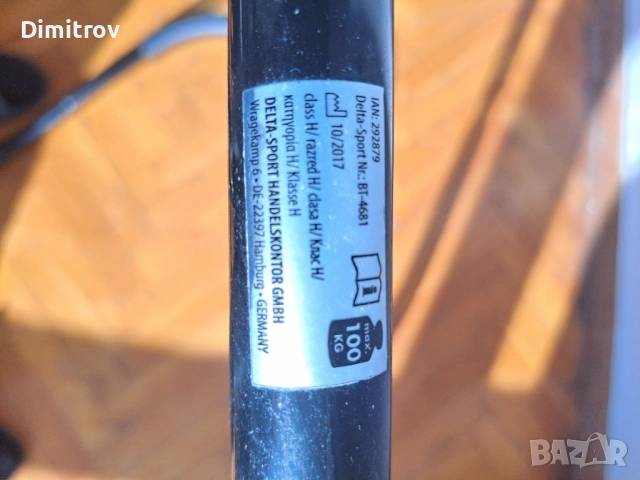 Dimitrov
IAN: 292879
Delta-Sport Nr.: BT-4681
10/2017
class H/ razred H/ clasa H/ Клас H/
κατηγορία H/ Klasse H
DELTA-SPORT HANDELSKONTOR GMBH
Wragekamp 6 • DE-22397 Hamburg • GERMANY
max.
100
KG
BAZAR
bg